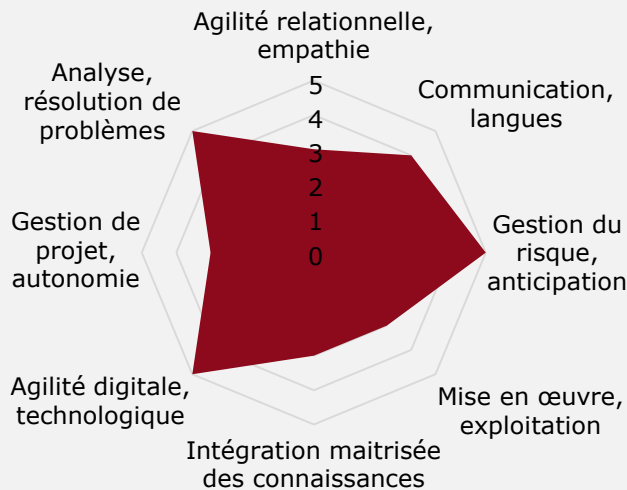 Agilité relationnelle,
empathie
Communication,
langues
Gestion du
risque,
anticipation
Mise en œuvre,
exploitation
Intégration maitrisée
des connaissances
Agilité digitale,
technologique
Gestion de
projet,
autonomie
Analyse,
résolution de
problèmes
5
4
3
2
1
0